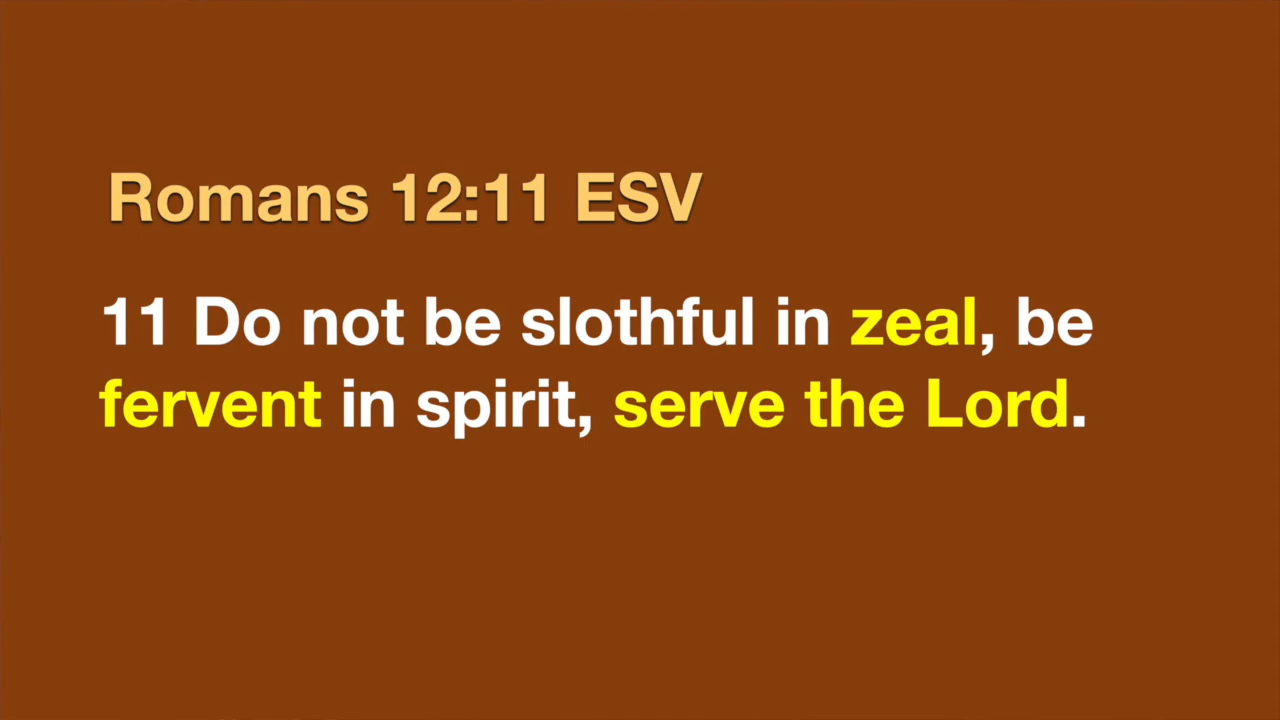 Romans 12:11 ESV
11 Do not be slothful in zeal, be
fervent in spirit, serve the Lord.